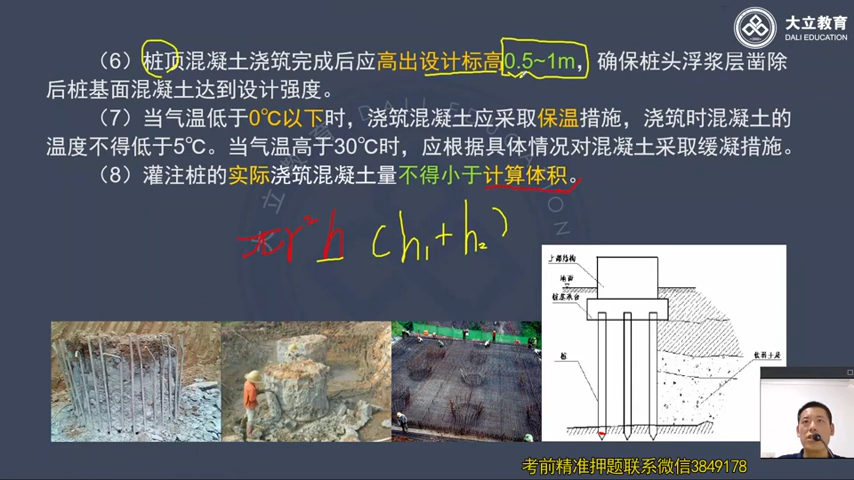 大立教育
DALI EDUCATION
（6）桩顶混凝土浇筑完成后应高出设计标高0.5~1m，确保桩头浮浆层凿除
后桩基面混凝土达到设计强度。
（7）当气温低于0℃以下时，浇筑混凝土应采取保温措施，浇筑时混凝土的
温度不得低于5℃。当气温高于30℃时，应根据具体情况对混凝土采取缓凝措施。
（8）灌注桩的实际浇筑混凝土量不得小于计算体积。
πr²h (h₁+h₂)
上部结构
地面
桩基承台
桩
软弱土层
考前精准押题联系微信3849178